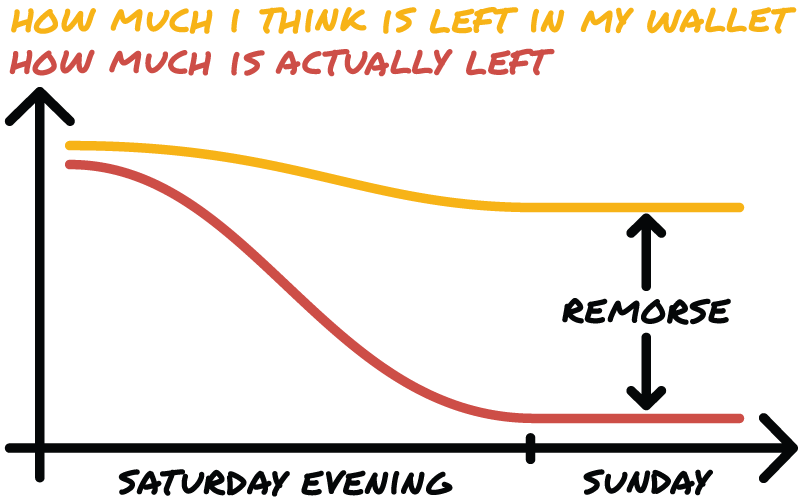 HOW MUCH I THINK IS LEFT IN MY WALLET
HOW MUCH IS ACTUALLY LEFT
REMORSE
SATURDAY EVENING
SUNDAY